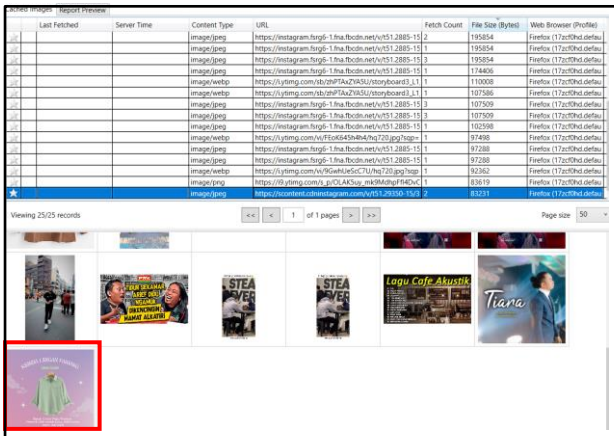 Cached Images Report Preview
Last Fetched Server Time Content Type URL Fetch Count File Size (Bytes) Web Browser (Profile)
image/jpeg https://instagram.fsrg6-1.fna.fbcdn.net/v/t51.2885-15 2 195854 Firefox (17zcf0hd.defau
image/jpeg https://instagram.fsrg6-1.fna.fbcdn.net/v/t51.2885-15 1 195854 Firefox (17zcf0hd.defau
image/jpeg https://instagram.fsrg6-1.fna.fbcdn.net/v/t51.2885-15 3 195854 Firefox (17zcf0hd.defau
image/jpeg https://instagram.fsrg6-1.fna.fbcdn.net/v/t51.2885-15 1 174406 Firefox (17zcf0hd.defau
image/webp https://i.ytimg.com/sb/zhPTAxZYA5U/storyboard3_L1 1 110008 Firefox (17zcf0hd.defau
image/webp https://i.ytimg.com/sb/zhPTAxZYA5U/storyboard3_L1 1 107586 Firefox (17zcf0hd.defau
image/jpeg https://instagram.fsrg6-1.fna.fbcdn.net/v/t51.2885-15 3 107509 Firefox (17zcf0hd.defau
image/jpeg https://instagram.fsrg6-1.fna.fbcdn.net/v/t51.2885-15 3 107509 Firefox (17zcf0hd.defau
image/jpeg https://instagram.fsrg6-1.fna.fbcdn.net/v/t51.2885-15 1 102598 Firefox (17zcf0hd.defau
image/webp https://i.ytimg.com/vi/FEoK645h4h4/hq720.jpg?sqp= 1 97498 Firefox (17zcf0hd.defau
image/jpeg https://instagram.fsrg6-1.fna.fbcdn.net/v/t51.2885-15 1 97288 Firefox (17zcf0hd.defau
image/jpeg https://instagram.fsrg6-1.fna.fbcdn.net/v/t51.2885-15 1 97288 Firefox (17zcf0hd.defau
image/webp https://i.ytimg.com/vi/9GwhUeScC7U/hq720.jpg?sqp 1 92362 Firefox (17zcf0hd.defau
image/png https://i9.ytimg.com/s_p/OLAK5uy_mk9MdhpFfl4DvC 1 83619 Firefox (17zcf0hd.defau
image/jpeg https://scontent.cdninstagram.com/v/t51.29350-15/3 2 83231 Firefox (17zcf0hd.defau
Viewing 25/25 records << < 1 of 1 pages > >> Page size 50
STEA
VER
STEA
VER
Lagu Cafe Akustik
Tiara